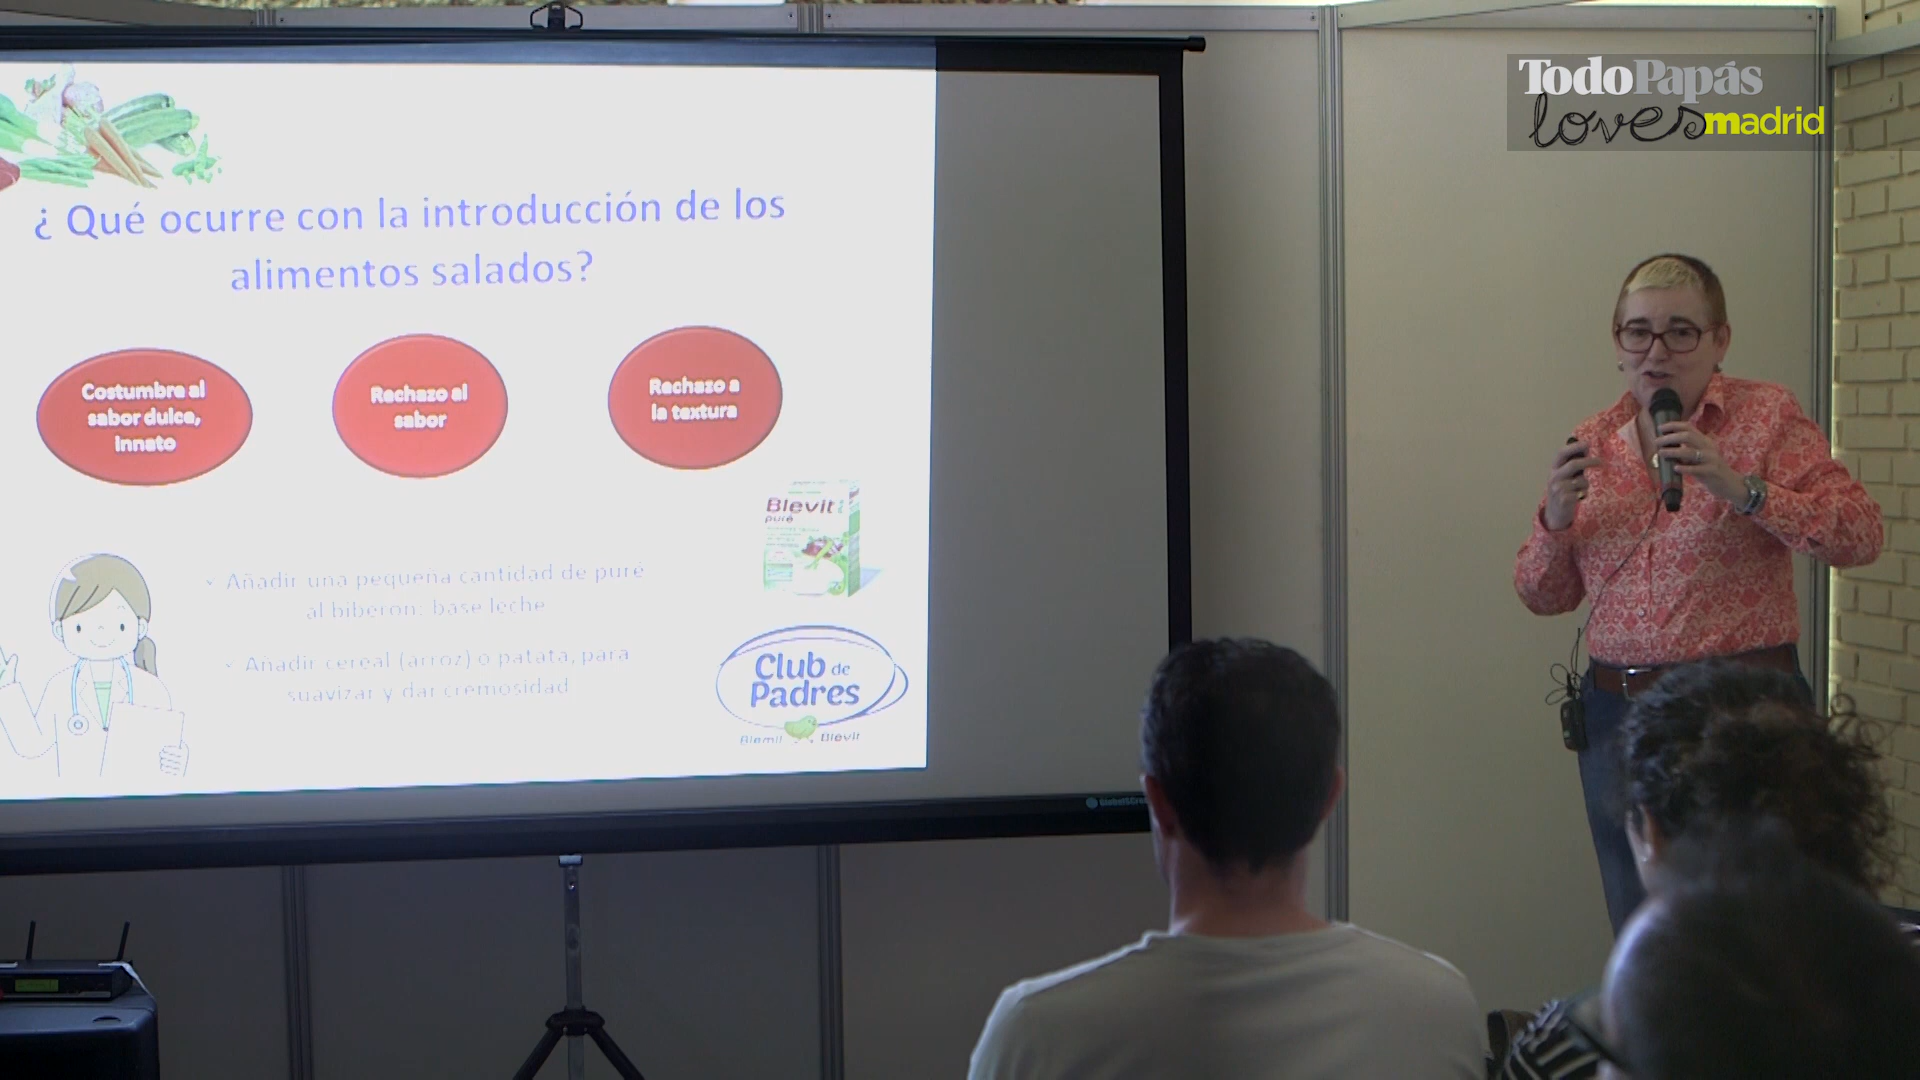 TodoPapás
loves madrid
¿ Qué ocurre con la introducción de los
alimentos salados?
Costumbre al
sabor dulce,
innato
Rechazo al
sabor
Rechazo a
la textura
Blevit
puré
Añadir una pequeña cantidad de puré
al biberon: base leche
Añadir cereal (arroz) o patata, para
suavizar y dar cremosidad
Club de
Padres
Blemil Blevit